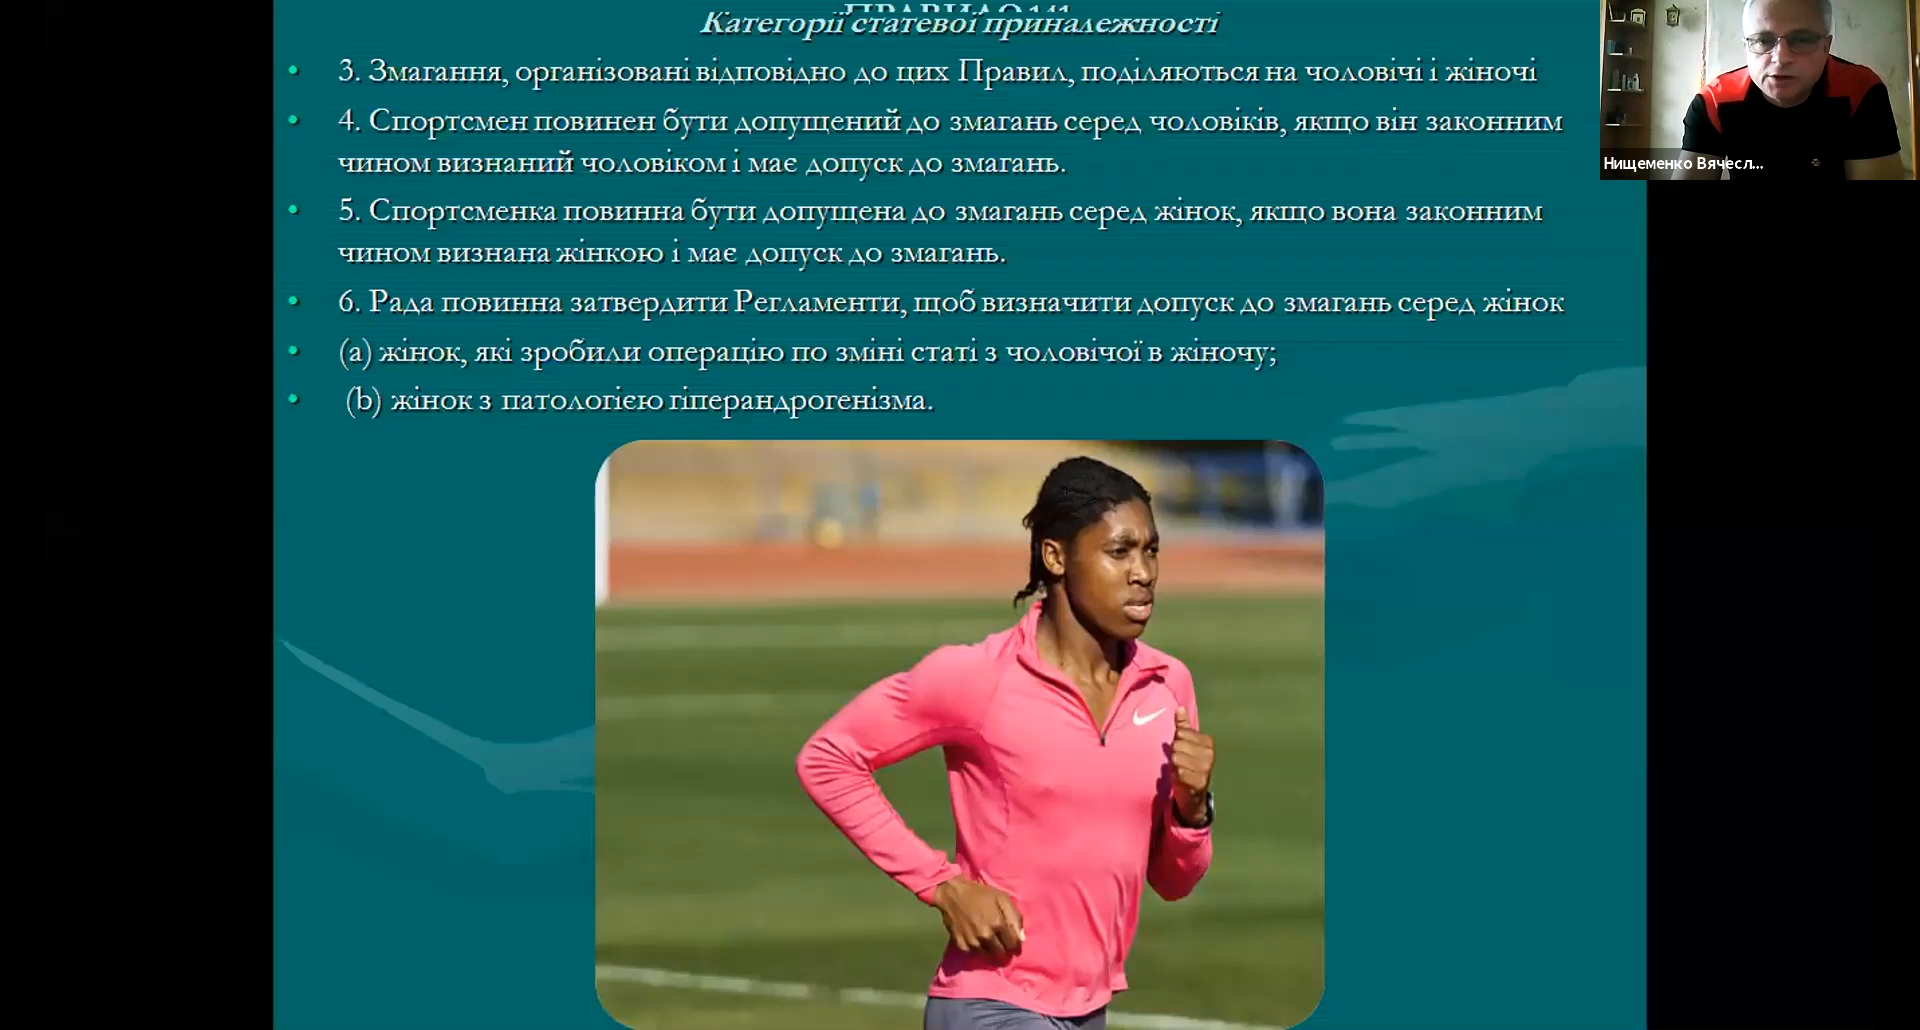 ПРАВИЛО 141
Категорії статевої приналежності
3. Змагання, організовані відповідно до цих Правил, поділяються на чоловічі і жіночі
4. Спортсмен повинен бути допущений до змагань серед чоловіків, якщо він законним
чином визнаний чоловіком і має допуск до змагань.
5. Спортсменка повинна бути допущена до змагань серед жінок, якщо вона законним
чином визнана жінкою і має допуск до змагань.
6. Рада повинна затвердити Регламенти, щоб визначити допуск до змагань серед жінок
(a) жінок, які зробили операцію по зміні статі з чоловічої в жіночу;
(b) жінок з патологією гіперандрогенізма.
Нищеменко Вячесл...